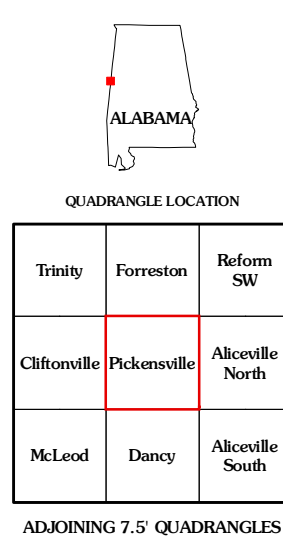 ALABAMA
QUADRANGLE LOCATION
Trinity Forreston Reform
SW
Cliftonville Pickensville Aliceville
North
McLeod Dancy Aliceville
South
ADJOINING 7.5' QUADRANGLES